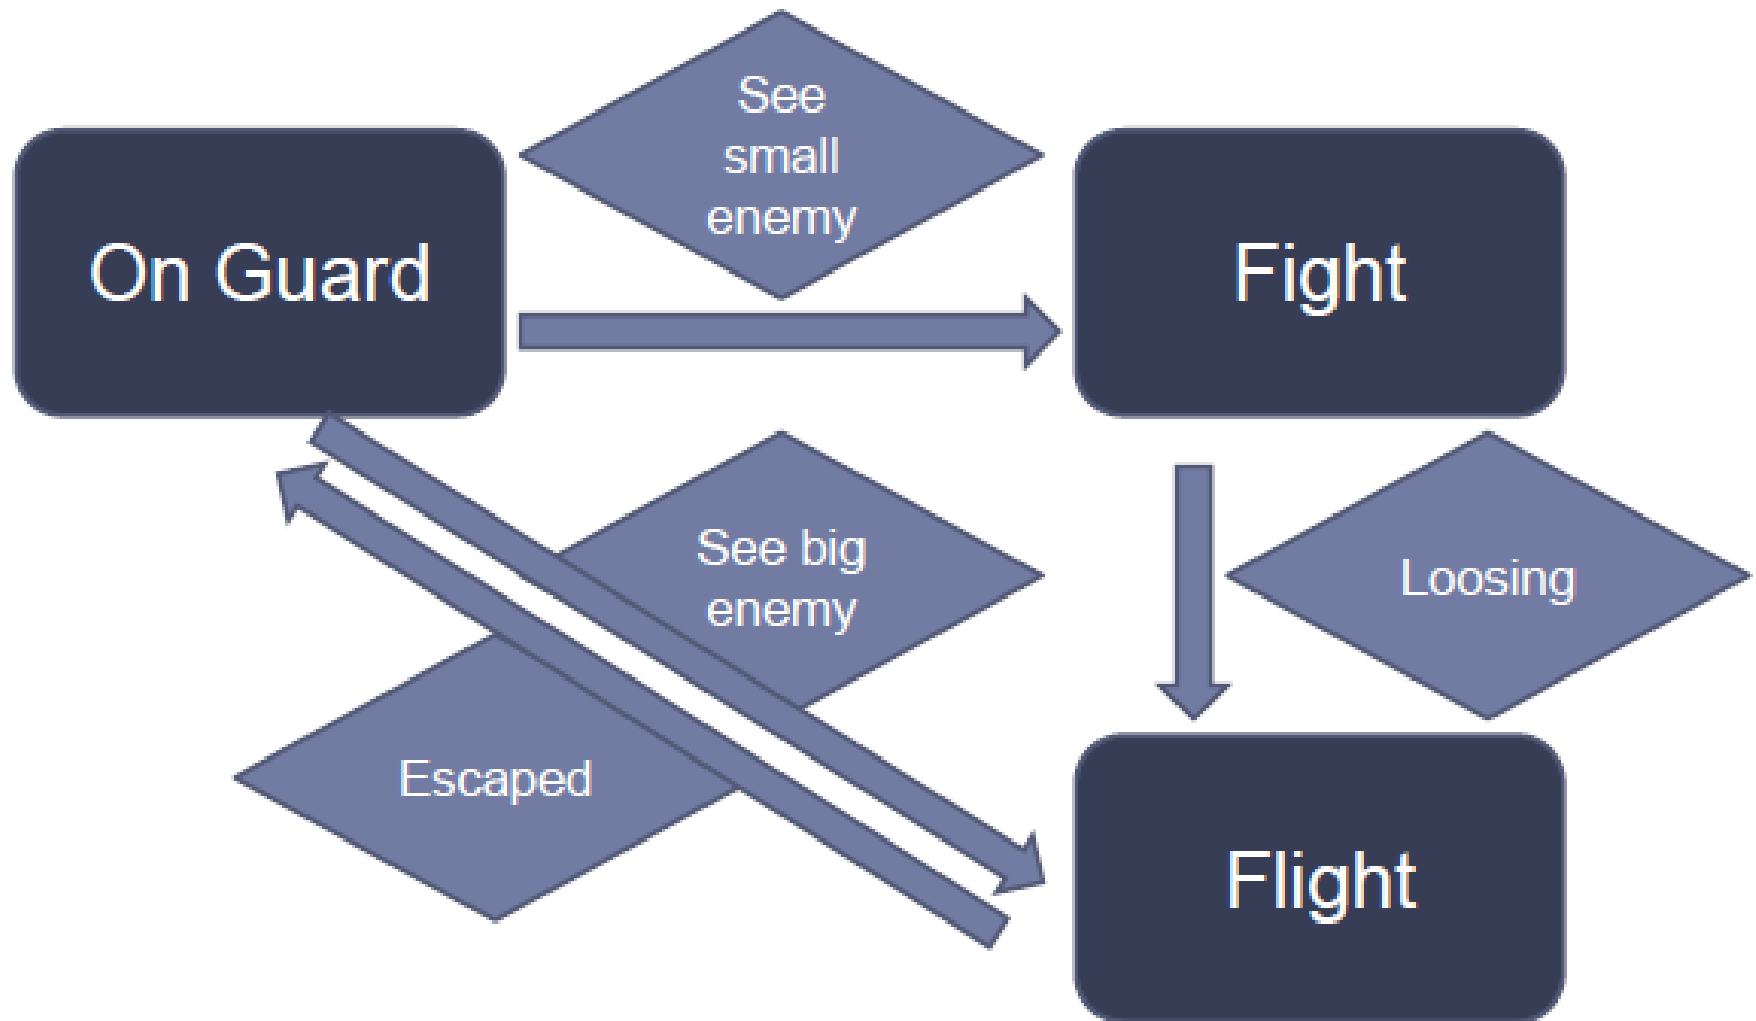 See
small
enemy
On Guard
Fight
See big
enemy
Loosing
Escaped
Flight